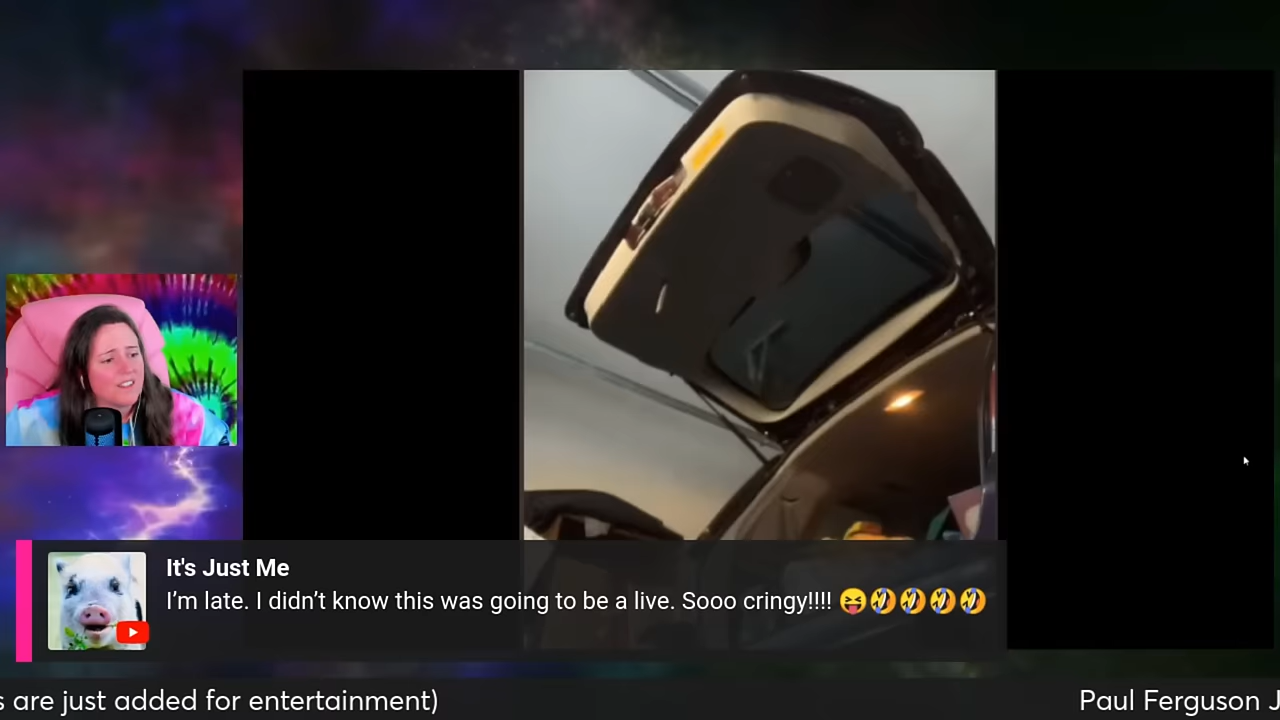 It's Just Me
I’m late. I didn’t know this was going to be a live. Sooo cringy!!!! 😝🤣🤣🤣🤣
s are just added for entertainment)
Paul Ferguson J